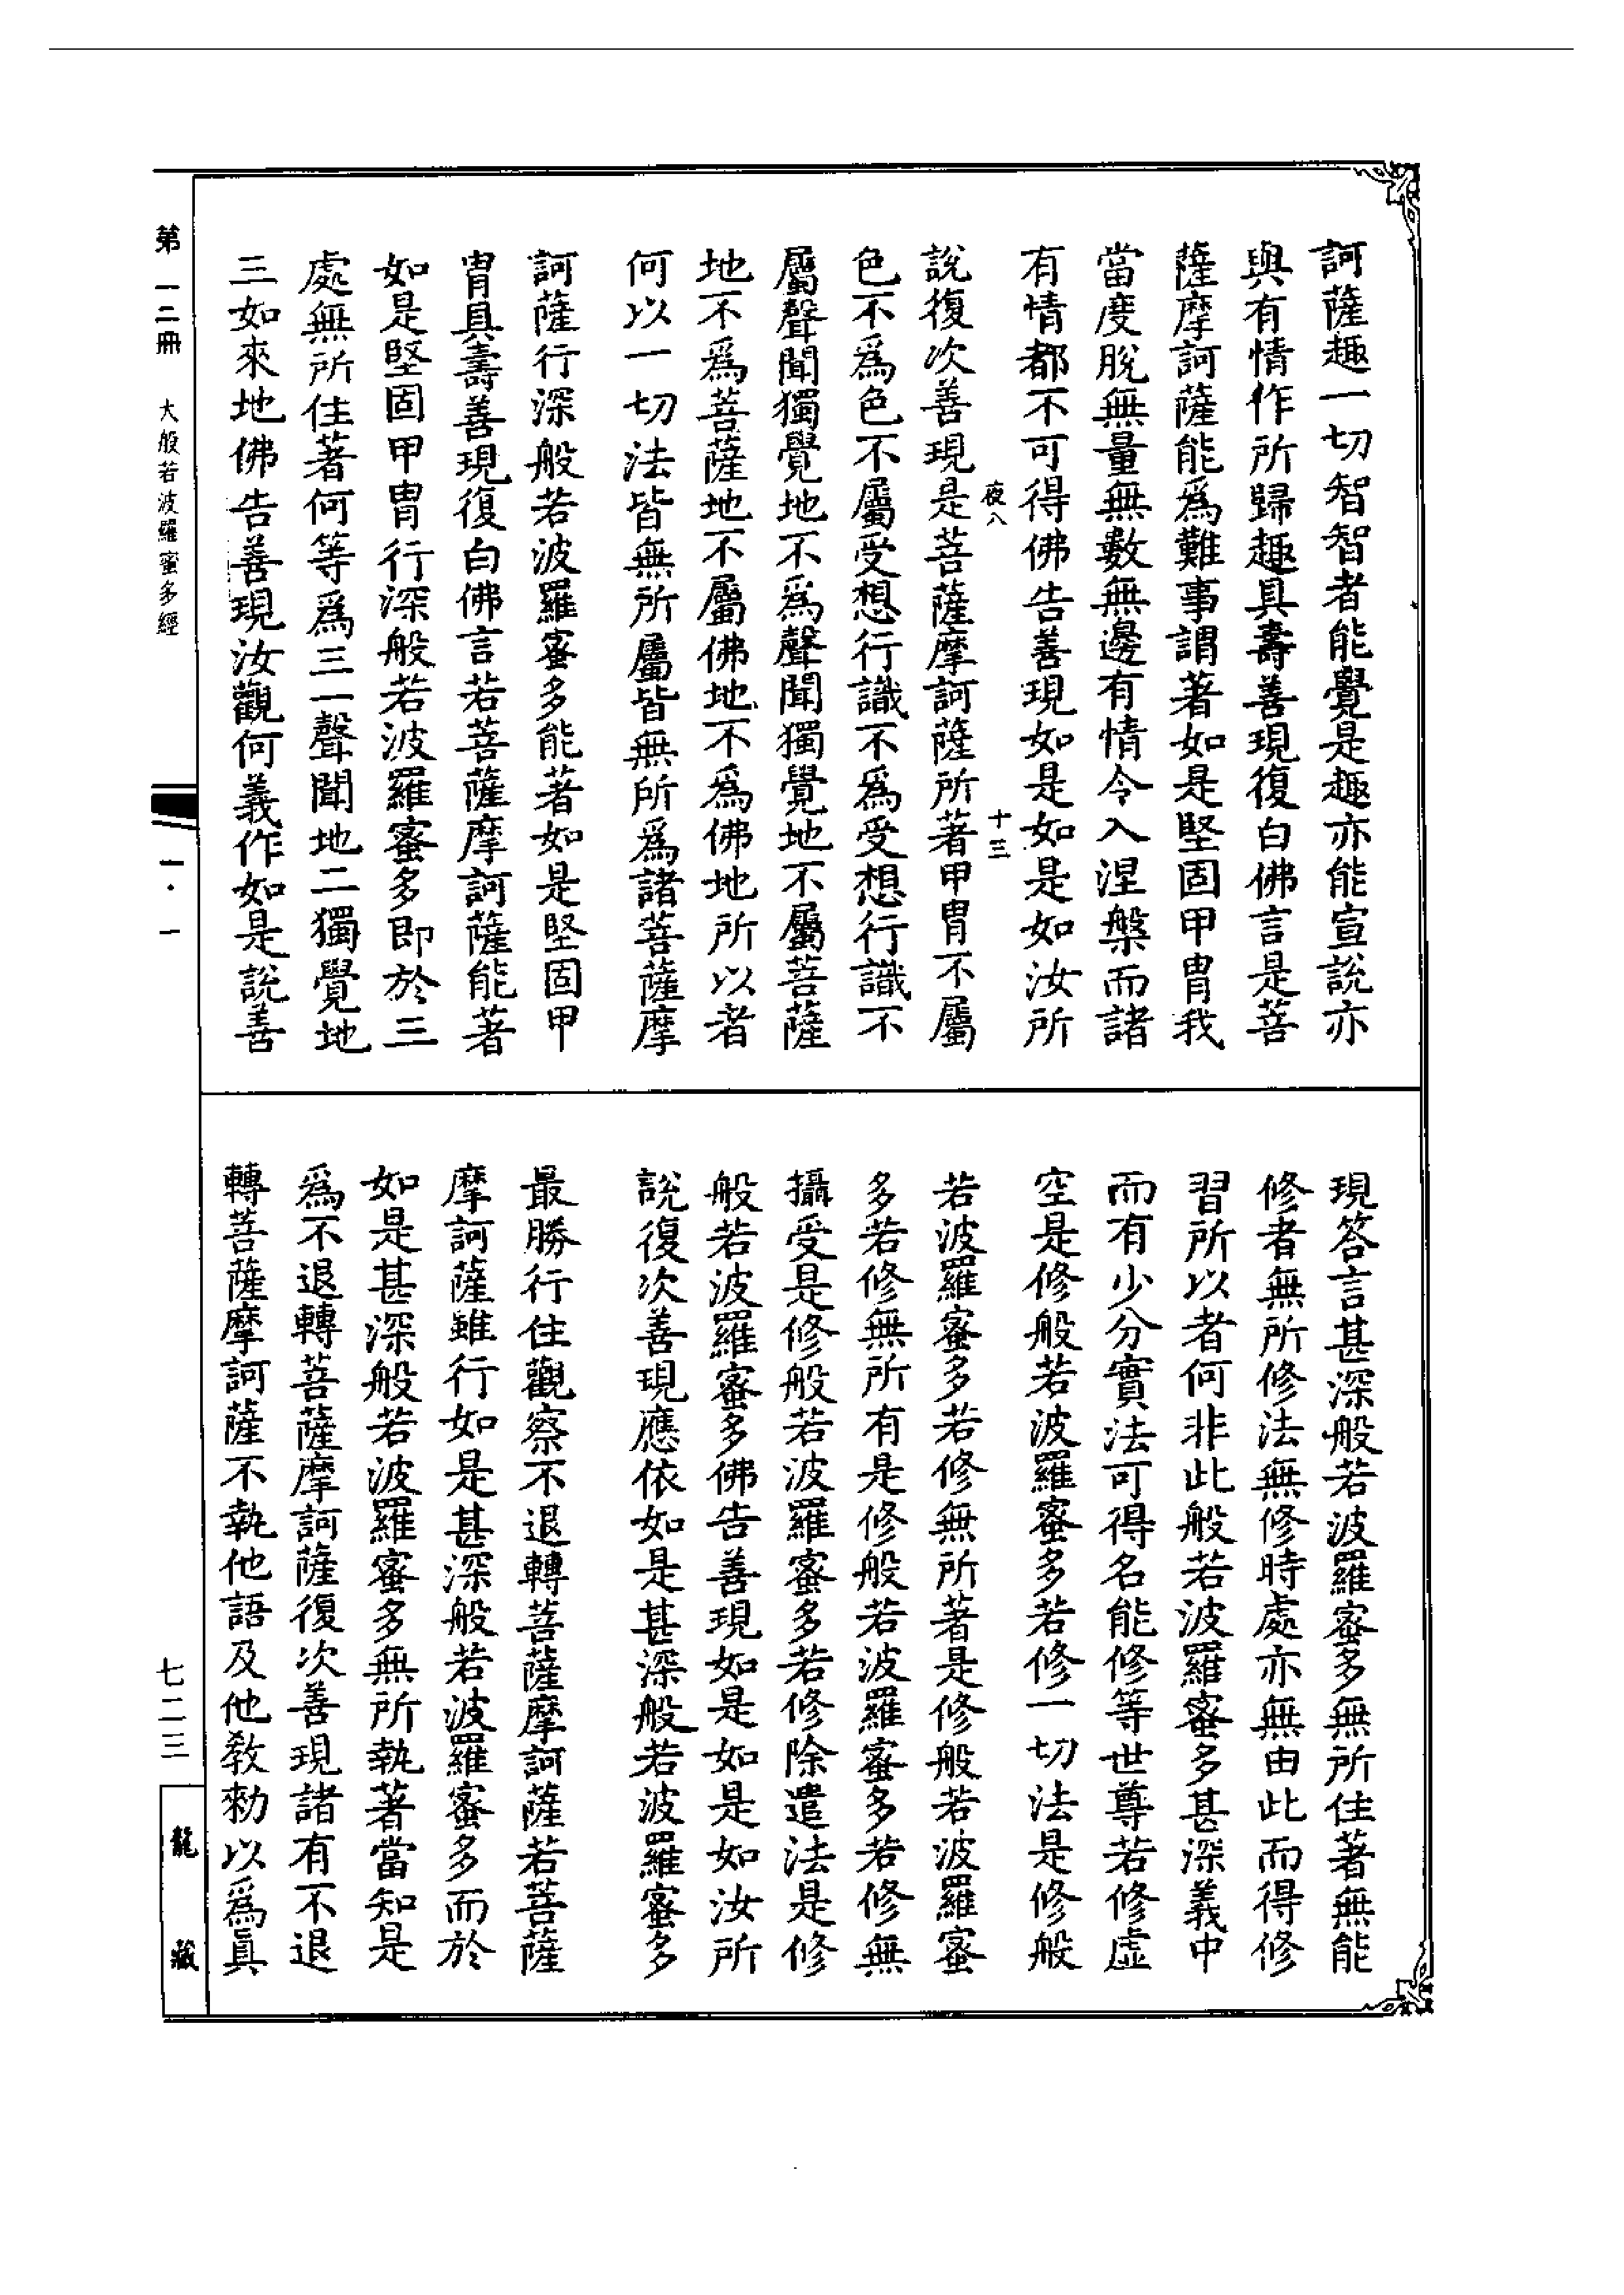 訶薩趣一切智智者能覺是趣亦能宣說亦
與有情作所歸趣具壽善現復白佛言是菩
薩摩訶薩能爲難事謂著如是堅固甲冑我
當度脫無量無數無邊有情令入涅槃而諸
有情都不可得佛告善現如是如是如汝所
夜八
十三
說復次善現是菩薩摩訶薩所著甲冑不屬
色不爲色不屬受想行識不爲受想行識不
屬聲聞獨覺地不爲聲聞獨覺地不屬菩薩
地不爲菩薩地不屬佛地不爲佛地所以者
何以一切法皆無所屬皆無所爲諸菩薩摩
訶薩行深般若波羅蜜多能著如是堅固甲
冑具壽善現復白佛言若菩薩摩訶薩能著
如是堅固甲冑行深般若波羅蜜多即於三
處無所住著何等爲三一聲聞地二獨覺地
三如來地佛告善現汝觀何義作如是說善
現答言甚深般若波羅蜜多無所住著無能
修者無所修法無修時處亦無由此而得修
習所以者何非此般若波羅蜜多甚深義中
而有少分實法可得名能修等世尊若修虛
空是修般若波羅蜜多若修一切法是修般
若波羅蜜多若修無所著是修般若波羅蜜
多若修無所有是修般若波羅蜜多若修無
攝受是修般若波羅蜜多若修除遣法是修
般若波羅蜜多佛告善現如是如是如汝所
說復次善現應依如是甚深般若波羅蜜多
最勝行住觀察不退轉菩薩摩訶薩若菩薩
摩訶薩雖行如是甚深般若波羅蜜多而於
如是甚深般若波羅蜜多無所執著當知是
爲不退轉菩薩摩訶薩復次善現諸有不退
轉菩薩摩訶薩不執他語及他教勅以爲眞
第一二冊
大般若波羅蜜多經
一·一
七二三
龍藏